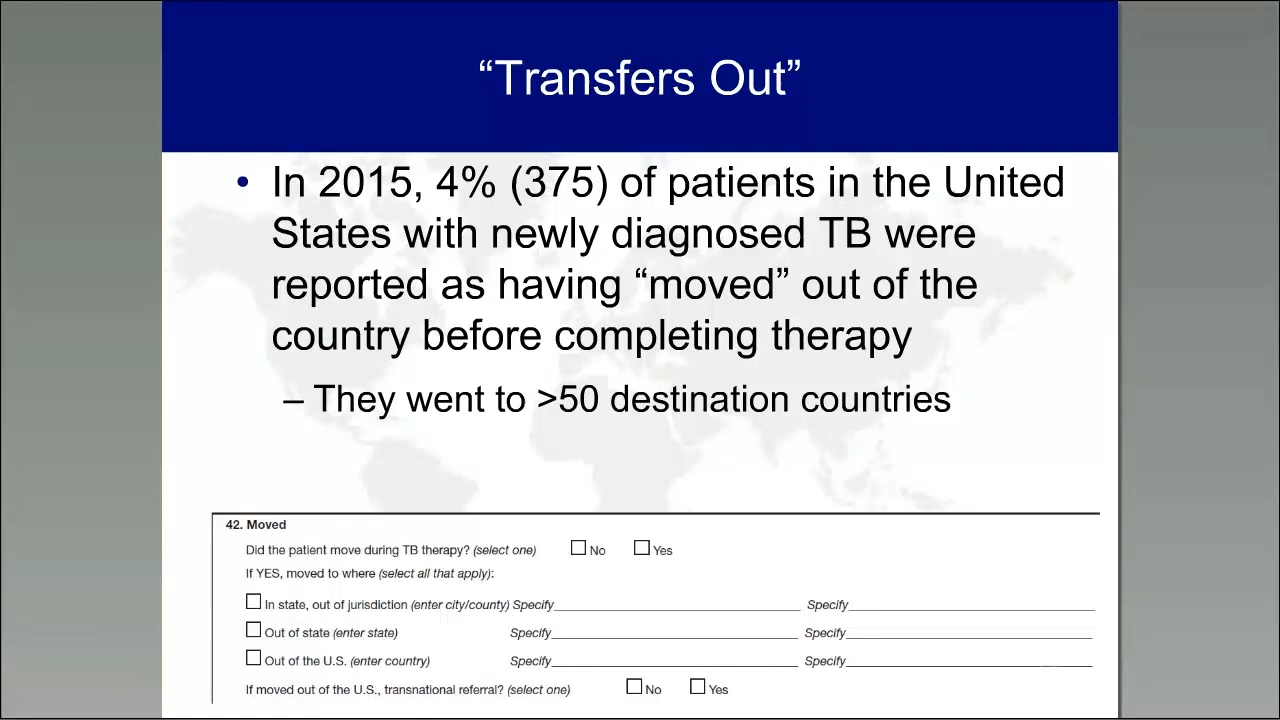 “Transfers Out”
• In 2015, 4% (375) of patients in the United
States with newly diagnosed TB were
reported as having “moved” out of the
country before completing therapy
– They went to >50 destination countries
42. Moved
Did the patient move during TB therapy? (select one) No Yes
If YES, moved to where (select all that apply):
In state, out of jurisdiction (enter city/county) Specify Specify
Out of state (enter state) Specify Specify
Out of the U.S. (enter country) Specify Specify
If moved out of the U.S., transnational referral? (select one) No Yes